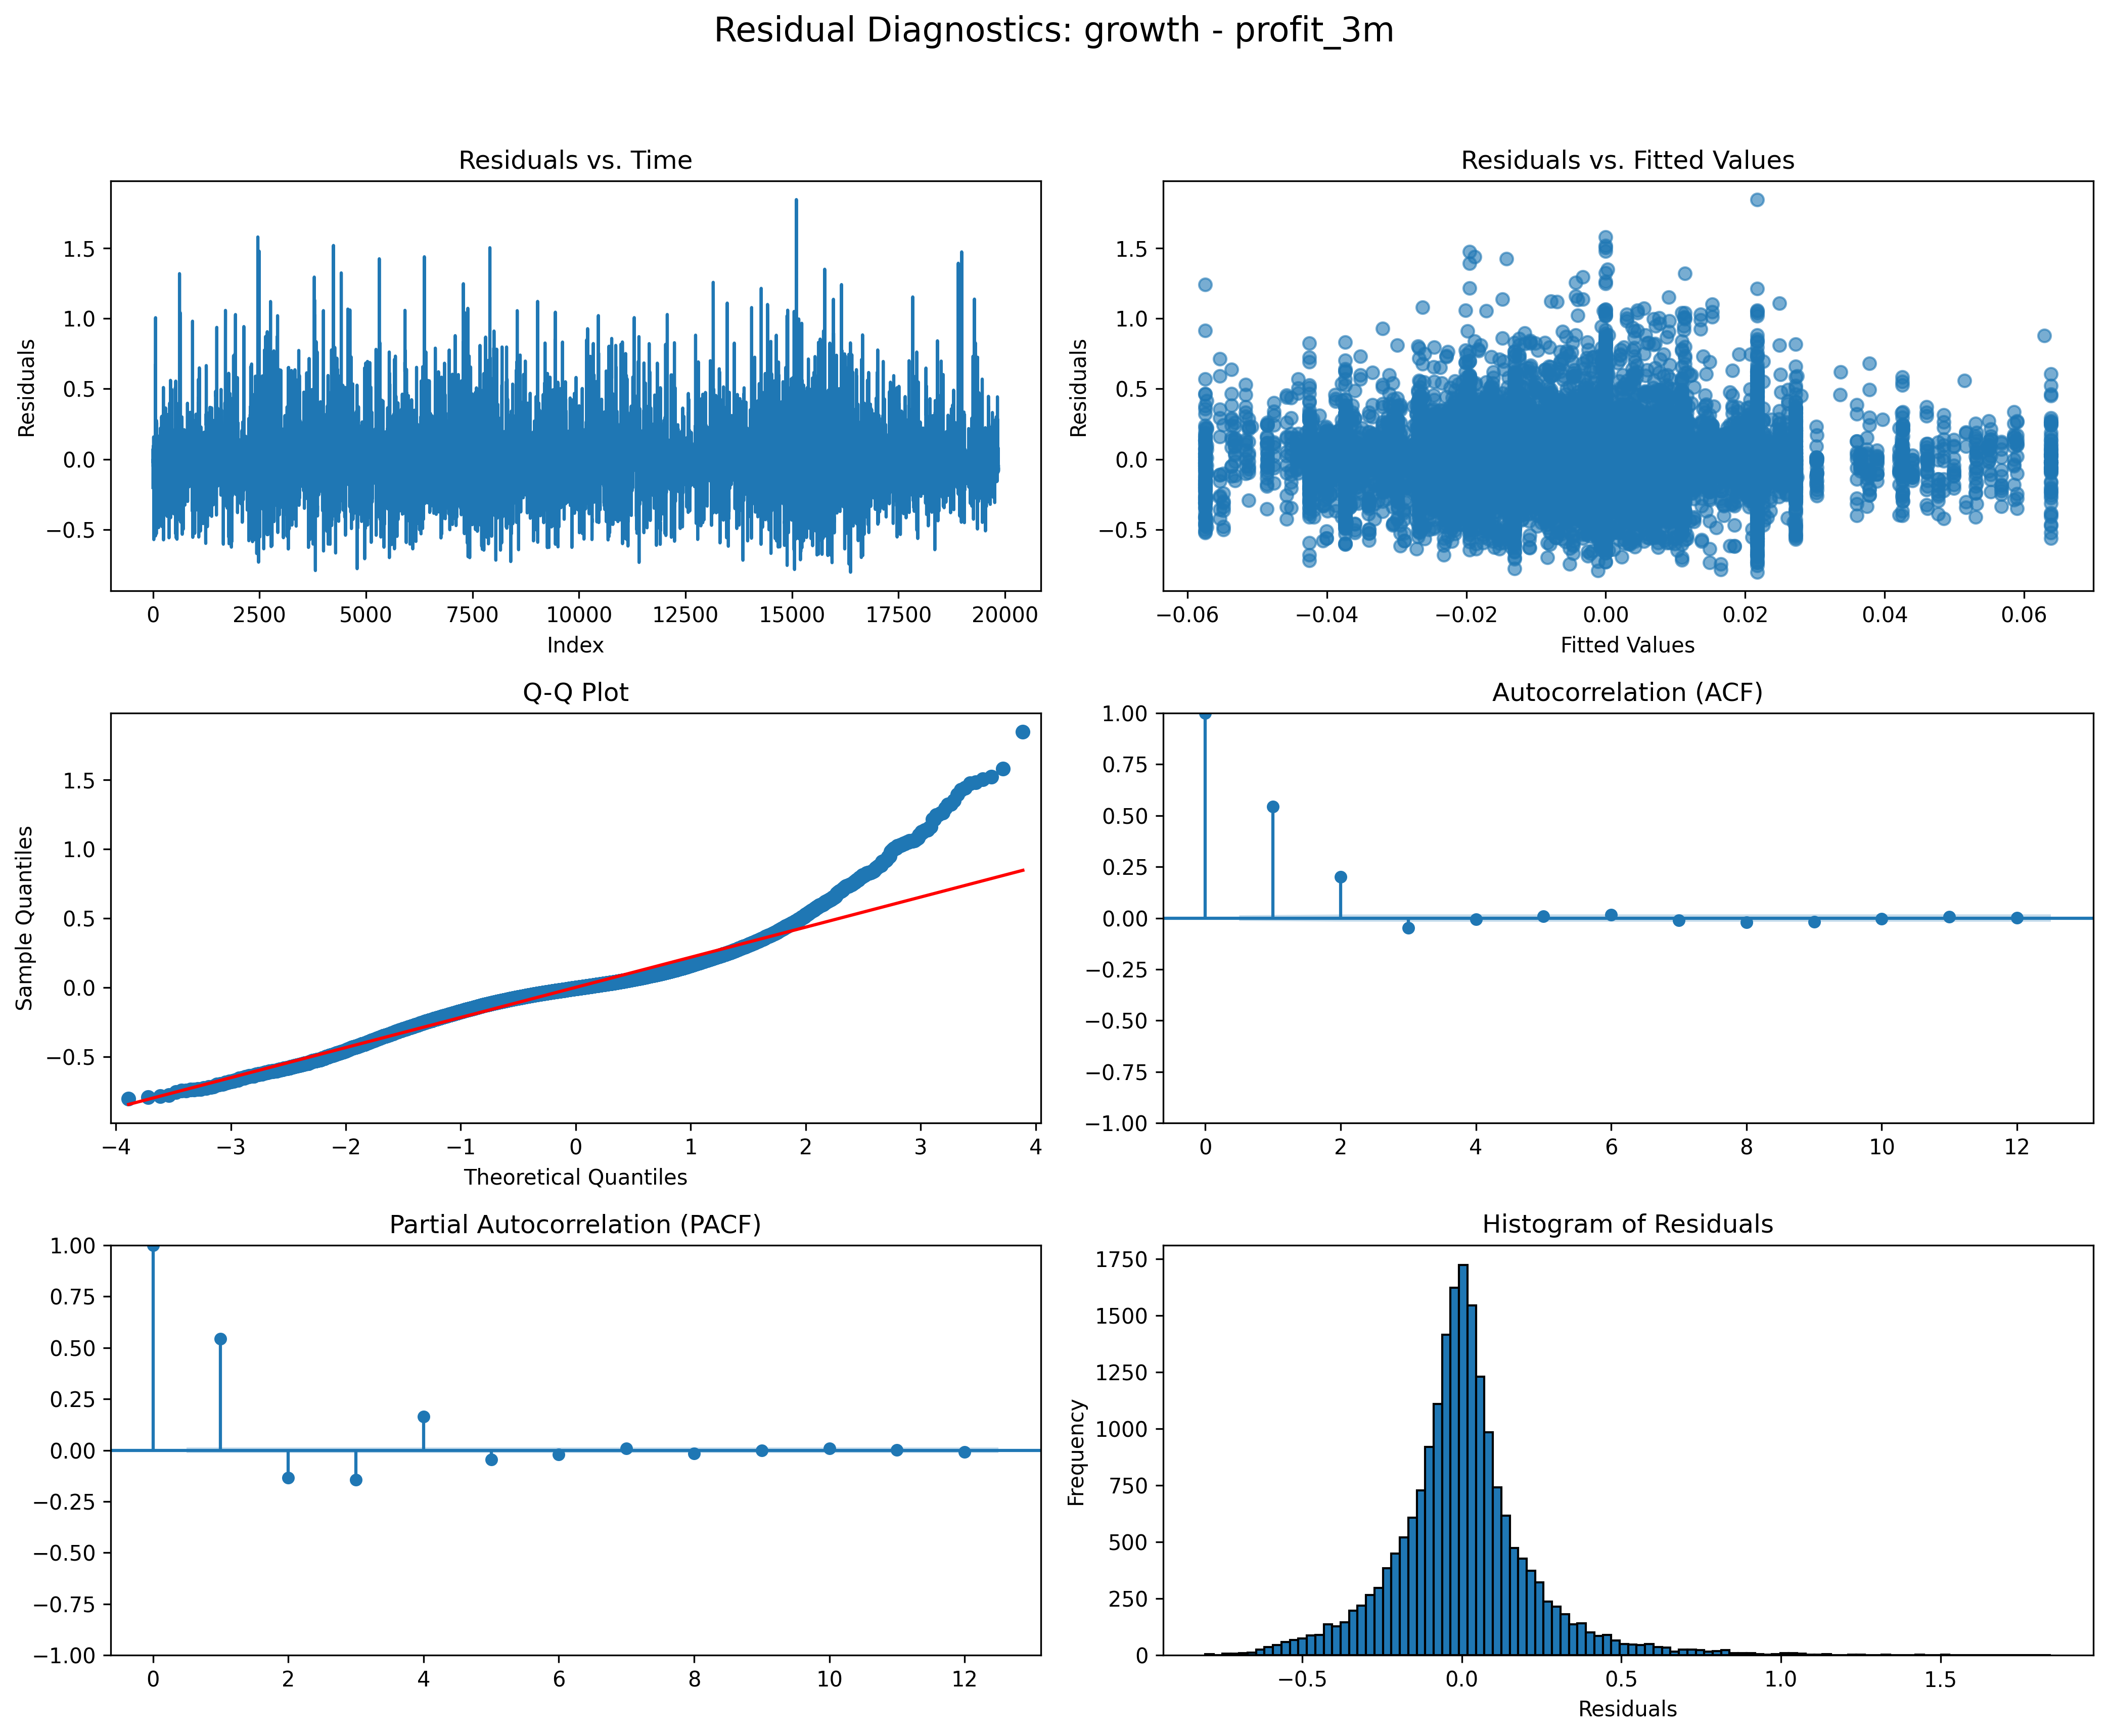 Residual Diagnostics: growth - profit_3m
Residuals vs. Time
Residuals
1.5
1.0
0.5
0.0
−0.5
0 2500 5000 7500 10000 12500 15000 17500 20000
Index
Residuals vs. Fitted Values
Residuals
1.5
1.0
0.5
0.0
−0.5
−0.06 −0.04 −0.02 0.00 0.02 0.04 0.06
Fitted Values
Q-Q Plot
Sample Quantiles
1.5
1.0
0.5
0.0
−0.5
−4 −3 −2 −1 0 1 2 3 4
Theoretical Quantiles
Autocorrelation (ACF)
1.00
0.75
0.50
0.25
0.00
−0.25
−0.50
−0.75
−1.00
0 2 4 6 8 10 12
Partial Autocorrelation (PACF)
1.00
0.75
0.50
0.25
0.00
−0.25
−0.50
−0.75
−1.00
0 2 4 6 8 10 12
Histogram of Residuals
Frequency
1750
1500
1250
1000
750
500
250
0
−0.5 0.0 0.5 1.0 1.5
Residuals